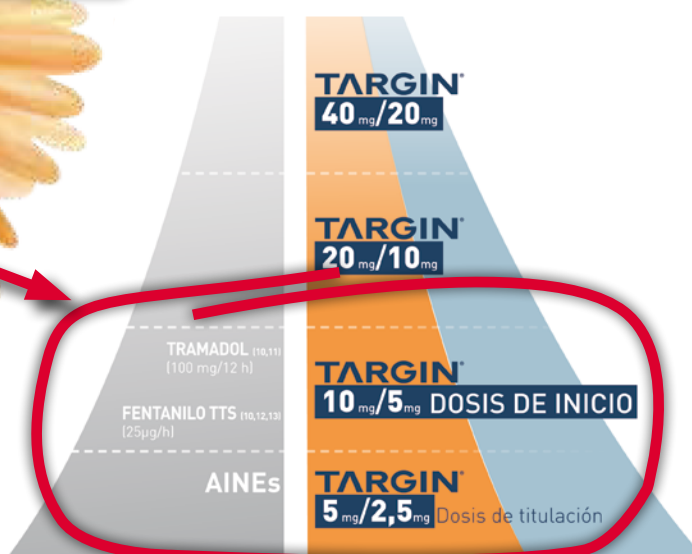 TARGIN®
40 mg/20 mg
TARGIN®
20 mg/10 mg
TRAMADOL (10,11)
(100 mg/12 h)
FENTANILO TTS (10,12,13)
(25µg/h)
TARGIN®
10 mg/5 mg DOSIS DE INICIO
AINEs
TARGIN®
5 mg/2,5 mg Dosis de titulación